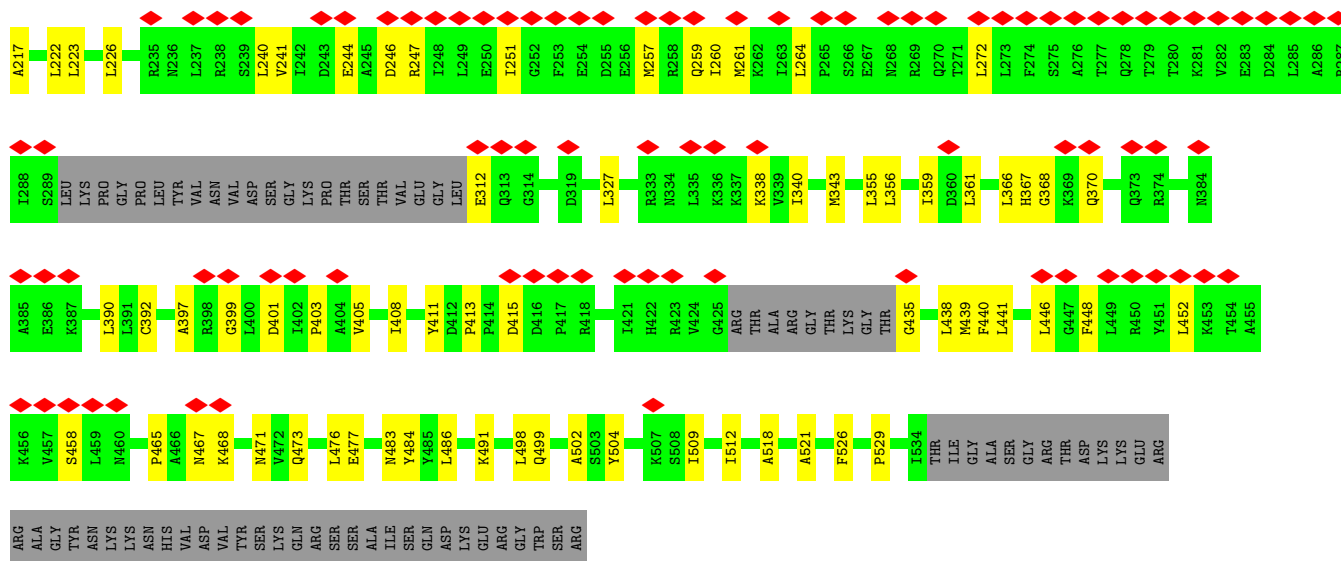 A217 L222 L223 L226 R235 N236 L237 R238 S239 L240 V241 I242 D243 E244 A245 D246 R247 I248 L249 E250 I251 G252 F253 E254 D255 E256 M257 R258 Q259 I260 M261 K262 I263 L264 P265 S266 E267 N268 R269 Q270 T271 L272 L273 F274 S275 A276 T277 Q278 T279 T280 K281 V282 E283 D284 L285 A286 R287
I288 S289 LEU LYS PRO GLY PRO LEU TYR VAL ASN VAL ASP SER GLY LYS PRO THR SER THR VAL GLU GLY LEU E312 Q313 G314 D319 L327 R333 N334 L335 K336 K337 K338 V339 I340 M343 L355 L356 I359 D360 L361 L366 H367 G368 K369 Q370 Q373 R374 N384
A385 E386 K387 L390 L391 C392 A397 R398 G399 L400 D401 I402 P403 A404 V405 I408 Y411 D412 P413 P414 D415 D416 P417 R418 I421 H422 R423 V424 G425 ARG THR ALA ARG GLY THR LYS GLY THR G435 L438 M439 F440 L441 L446 G447 F448 L449 R450 Y451 L452 K453 T454 A455
K456 V457 S458 L459 N460 P465 A466 N467 K468 N471 V472 Q473 L476 E477 N483 Y484 Y485 L486 K491 L498 Q499 A502 S503 Y504 K507 S508 I509 I512 A518 A521 F526 P529 I534 THR ILE GLY ALA SER GLY ARG THR ASP LYS LYS GLU ARG
ARG ALA GLY TYR ASN LYS LYS ASN HIS VAL ASP VAL TYR SER LYS GLN ARG SER SER ALA ILE SER GLN ASP LYS GLU ARG GLY TRP SER ARG